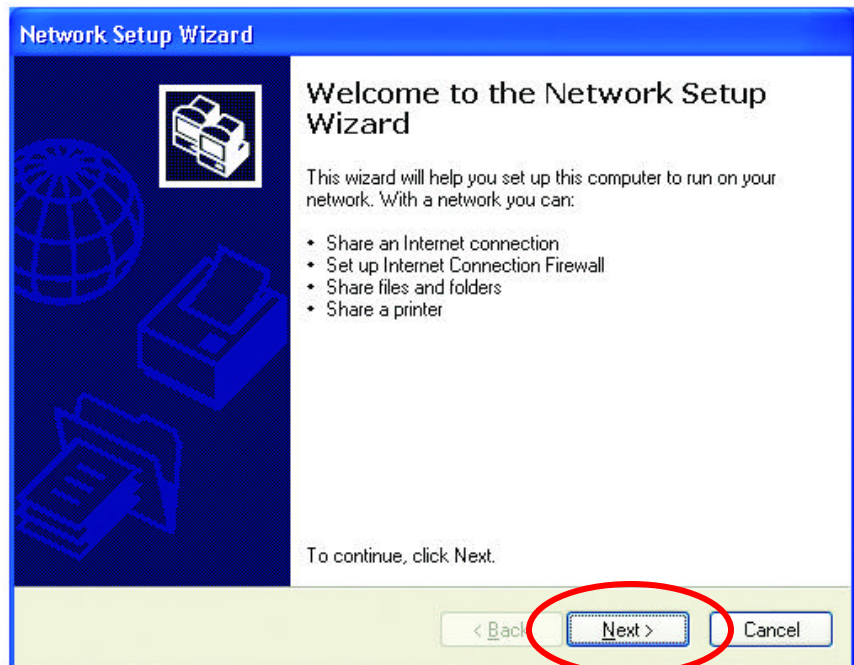 Network Setup Wizard
Welcome to the Network Setup
Wizard
This wizard will help you set up this computer to run on your
network. With a network you can:
• Share an Internet connection
• Set up Internet Connection Firewall
• Share files and folders
• Share a printer
To continue, click Next.
< Back
Next >
Cancel